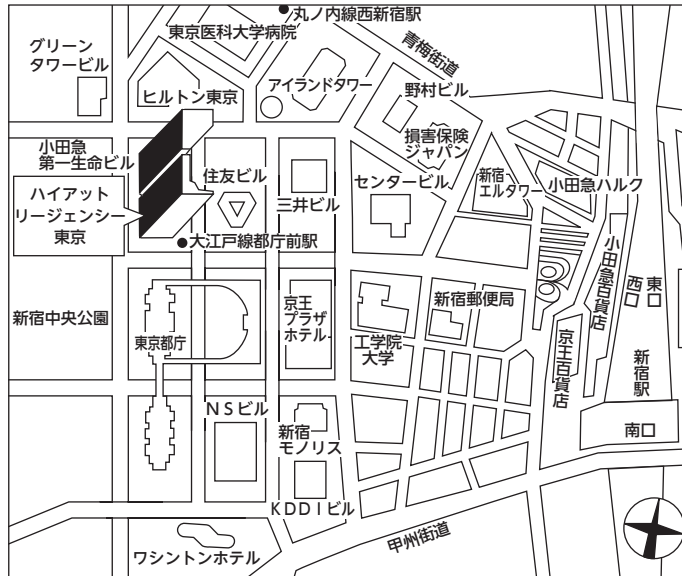 丸ノ内線西新宿駅
東京医科大学病院
青梅街道
グリーン
タワービル
ヒルトン東京
アイランドタワー
野村ビル
小田急
第一生命ビル
損害保険
ジャパン
住友ビル
三井ビル
センタービル
新宿
エルタワー
小田急ハルク
ハイアット
リージェンシー
東京
大江戸線都庁前駅
小田急百貨店
西口
東口
新宿中央公園
東京都庁
京王
プラザ
ホテル
工学院
大学
新宿郵便局
京王百貨店
新宿駅
NSビル
新宿
モノリス
南口
KDDIビル
甲州街道
ワシントンホテル